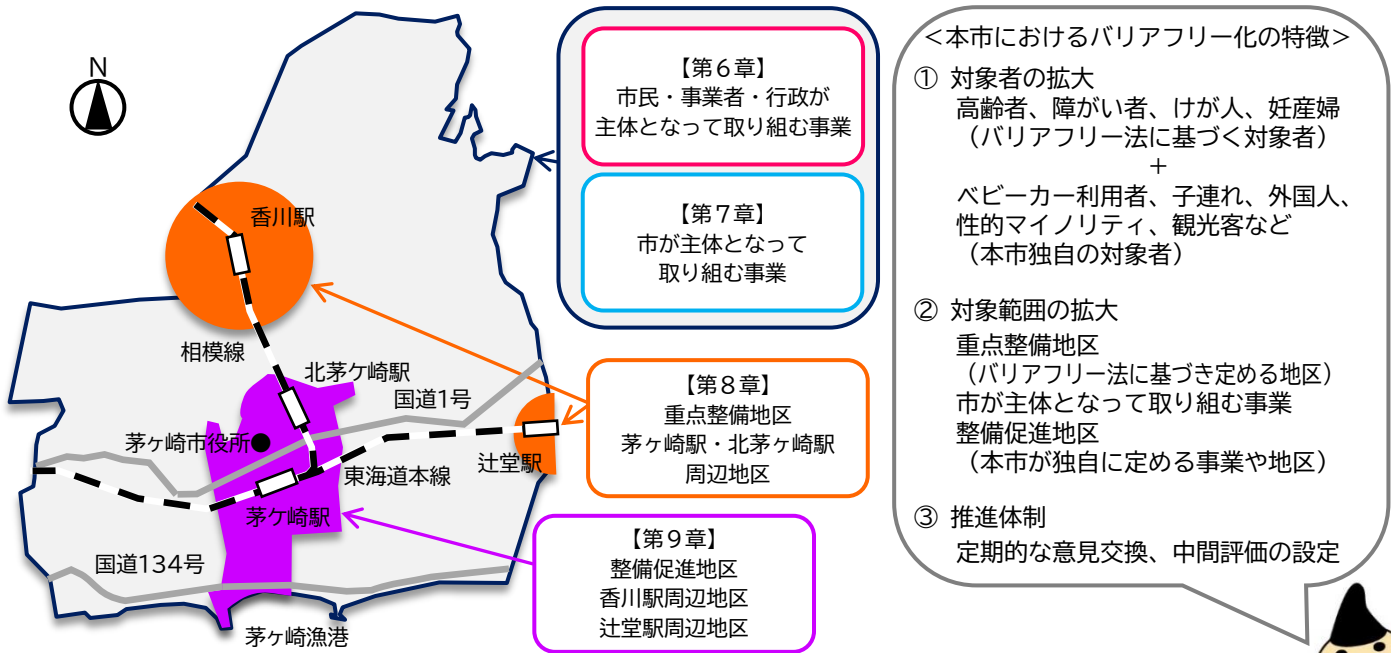 N
香川駅
相模線
北茅ケ崎駅
国道1号
茅ヶ崎市役所
辻堂駅
東海道本線
茅ケ崎駅
国道134号
茅ヶ崎漁港
【第6章】
市民・事業者・行政が
主体となって取り組む事業
【第7章】
市が主体となって
取り組む事業
【第8章】
重点整備地区
茅ヶ崎駅・北茅ヶ崎駅
周辺地区
【第9章】
整備促進地区
香川駅周辺地区
辻堂駅周辺地区
＜本市におけるバリアフリー化の特徴＞
① 対象者の拡大
高齢者、障がい者、けが人、妊産婦
（バリアフリー法に基づく対象者）
+
ベビーカー利用者、子連れ、外国人、
性的マイノリティ、観光客など
（本市独自の対象者）
② 対象範囲の拡大
重点整備地区
（バリアフリー法に基づき定める地区）
市が主体となって取り組む事業
整備促進地区
（本市が独自に定める事業や地区）
③ 推進体制
定期的な意見交換、中間評価の設定